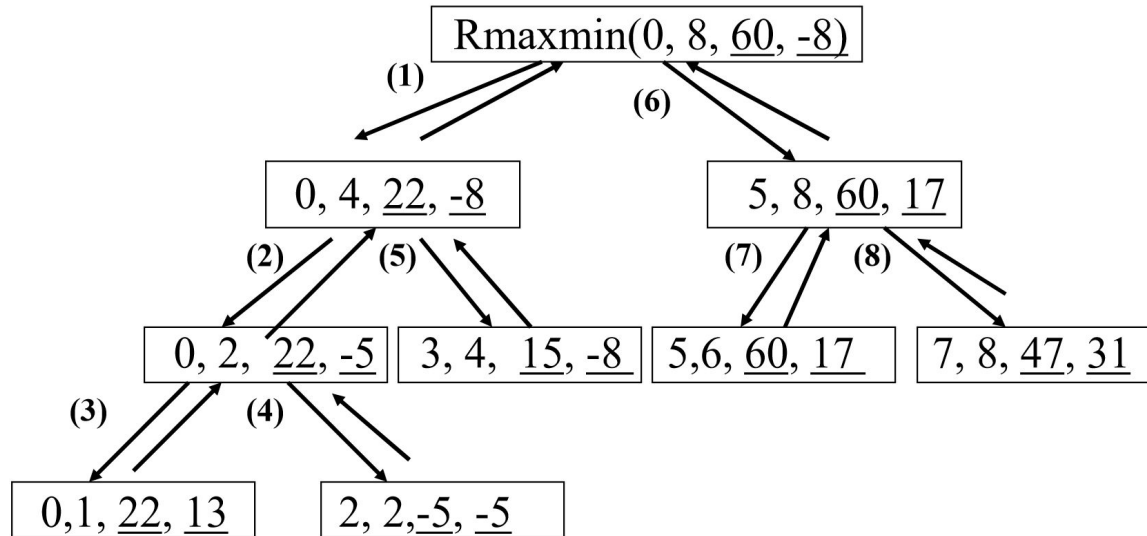 Rmaxmin(0, 8, 60, -8)
(1)
(6)
0, 4, 22, -8
5, 8, 60, 17
(2)
(5)
(7)
(8)
0, 2, 22, -5
3, 4, 15, -8
5,6, 60, 17
7, 8, 47, 31
(3)
(4)
0,1, 22, 13
2, 2,-5, -5